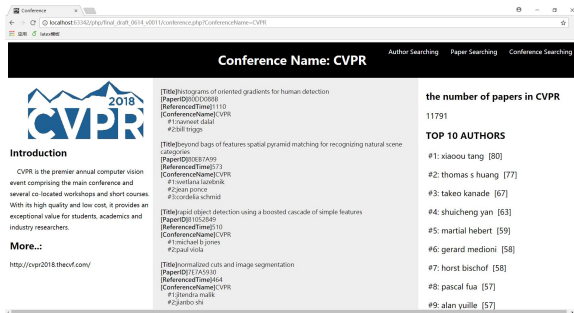 Conference
localhost:63342/php/final_draft_0614_v0011/conference.php?ConferenceName=CVPR
应用 latex模板
Author Searching Paper Searching Conference Searching
Conference Name: CVPR
2018
CVPR
Introduction
CVPR is the premier annual computer vision
event comprising the main conference and
several co-located workshops and short courses.
With its high quality and low cost, it provides an
exceptional value for students, academics and
industry researchers.
More..:
http://cvpr2018.thecvf.com/
[Title]histograms of oriented gradients for human detection
[PaperID]80DD088B
[ReferencedTime]1110
[ConferenceName]CVPR
#1:navneet dalal
#2:bill triggs
[Title]beyond bags of features spatial pyramid matching for recognizing natural scene
categories
[PaperID]80EB7A99
[ReferencedTime]573
[ConferenceName]CVPR
#1:svetlana lazebnik
#2:jean ponce
#3:cordelia schmid
[Title]rapid object detection using a boosted cascade of simple features
[PaperID]81052849
[ReferencedTime]510
[ConferenceName]CVPR
#1:michael b jones
#2:paul viola
[Title]normalized cuts and image segmentation
[PaperID]7E7A5930
[ReferencedTime]464
[ConferenceName]CVPR
#1:jitendra malik
#2:jianbo shi
the number of papers in CVPR
11791
TOP 10 AUTHORS
#1: xiaoou tang [80]
#2: thomas s huang [77]
#3: takeo kanade [67]
#4: shuicheng yan [63]
#5: martial hebert [59]
#6: gerard medioni [58]
#7: horst bischof [58]
#8: pascal fua [57]
#9: alan yuille [57]